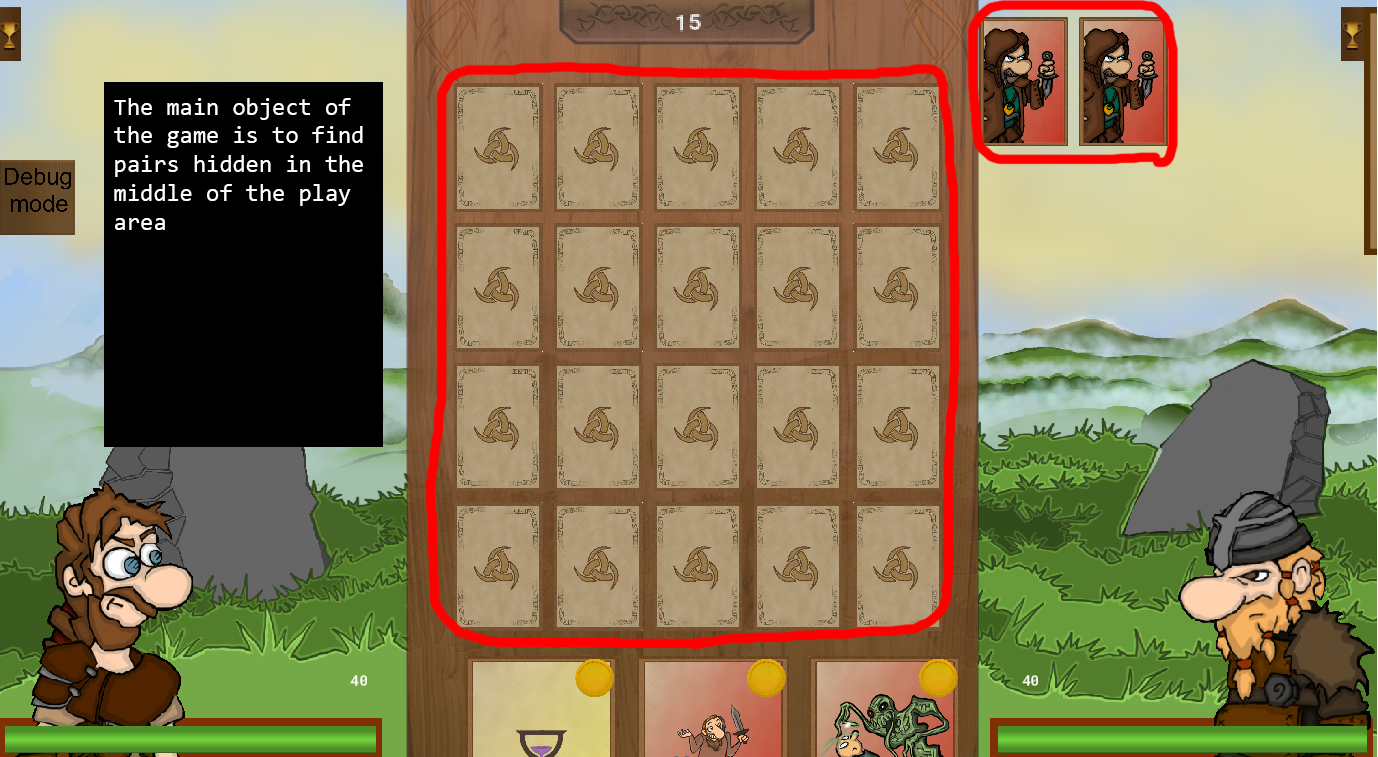 15
The main object of
the game is to find
pairs hidden in the
middle of the play
area
Debug
mode
40
40